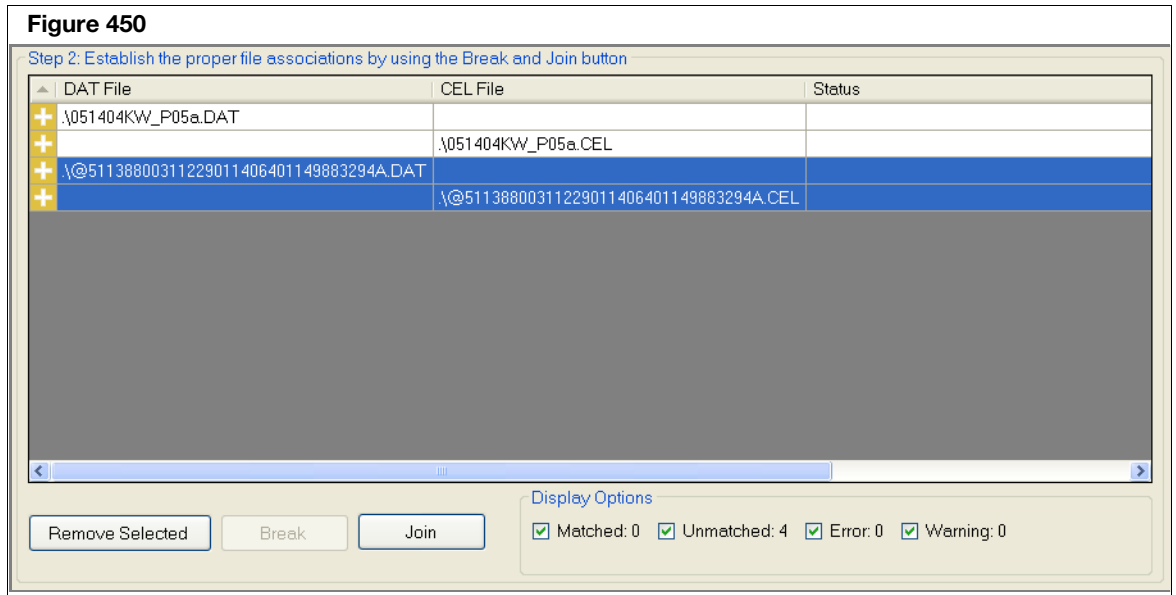 Figure 450
Step 2: Establish the proper file associations by using the Break and Join button
DAT File CEL File Status
.\051404KW_P05a.DAT
.\051404KW_P05a.CEL
.\@51138800311229011406401149883294A.DAT
.\@51138800311229011406401149883294A.CEL
Display Options
Remove Selected Break Join Matched: 0 Unmatched: 4 Error: 0 Warning: 0